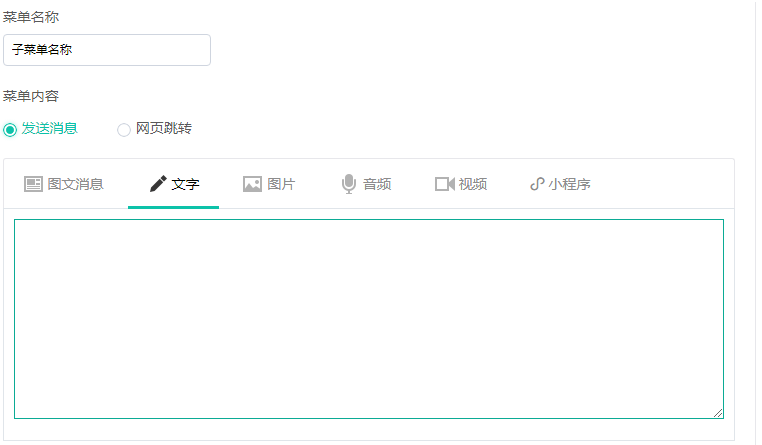 菜单名称
子菜单名称
菜单内容
发送消息 网页跳转
图文消息 文字 图片 音频 视频 小程序